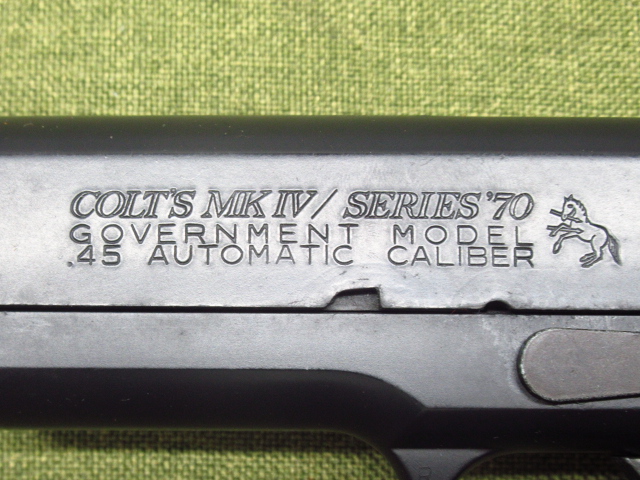 COLT'S MK IV/ SERIES '70
GOVERNMENT MODEL
.45 AUTOMATIC CALIBER